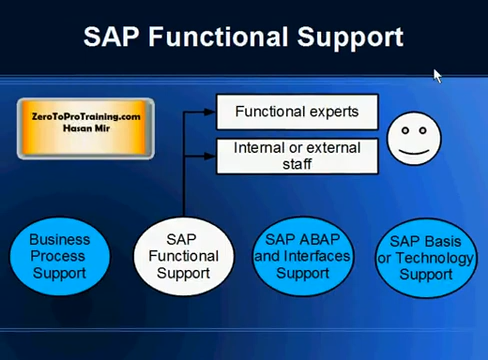 SAP Functional Support
ZeroToProTraining.com
Hasan Mir
Functional experts
Internal or external
staff
Business
Process
Support
SAP
Functional
Support
SAP ABAP
and Interfaces
Support
SAP Basis
or Technology
Support